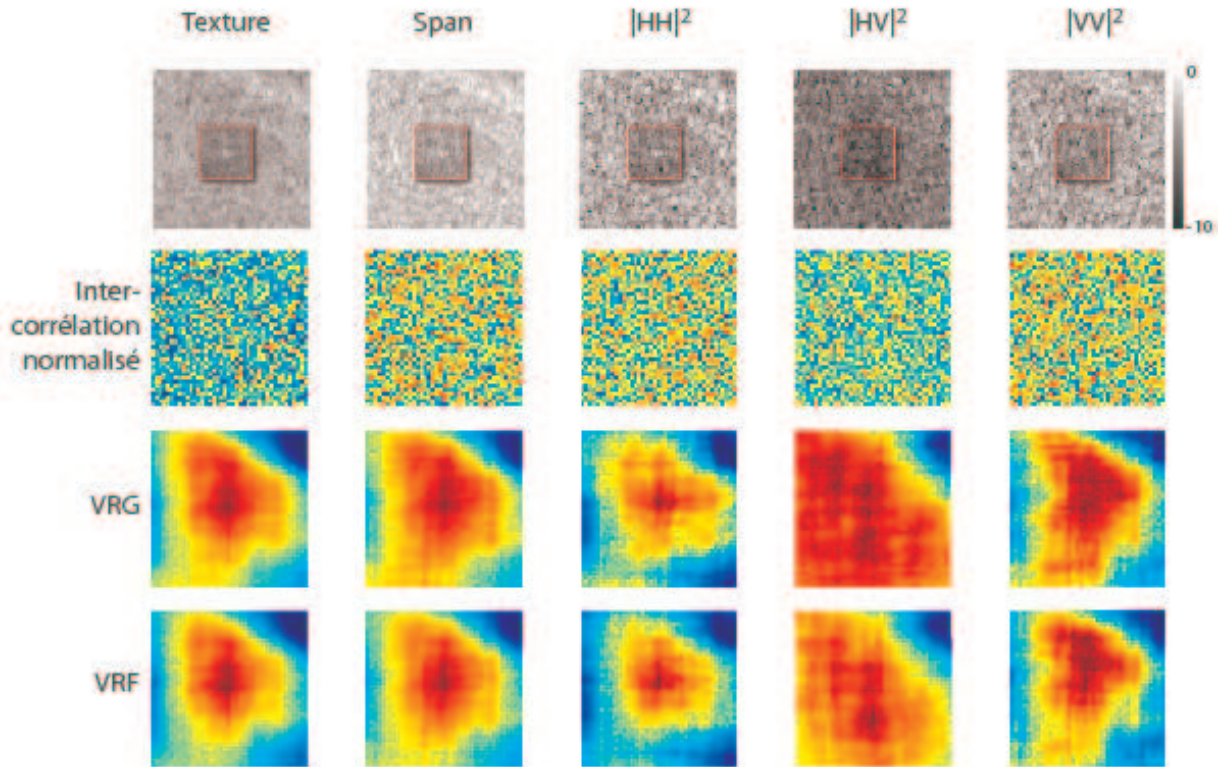 Texture Span |HH|² |HV|² |VV|²
0
-10
Inter-
corrélation
normalisé
VRG
VRF